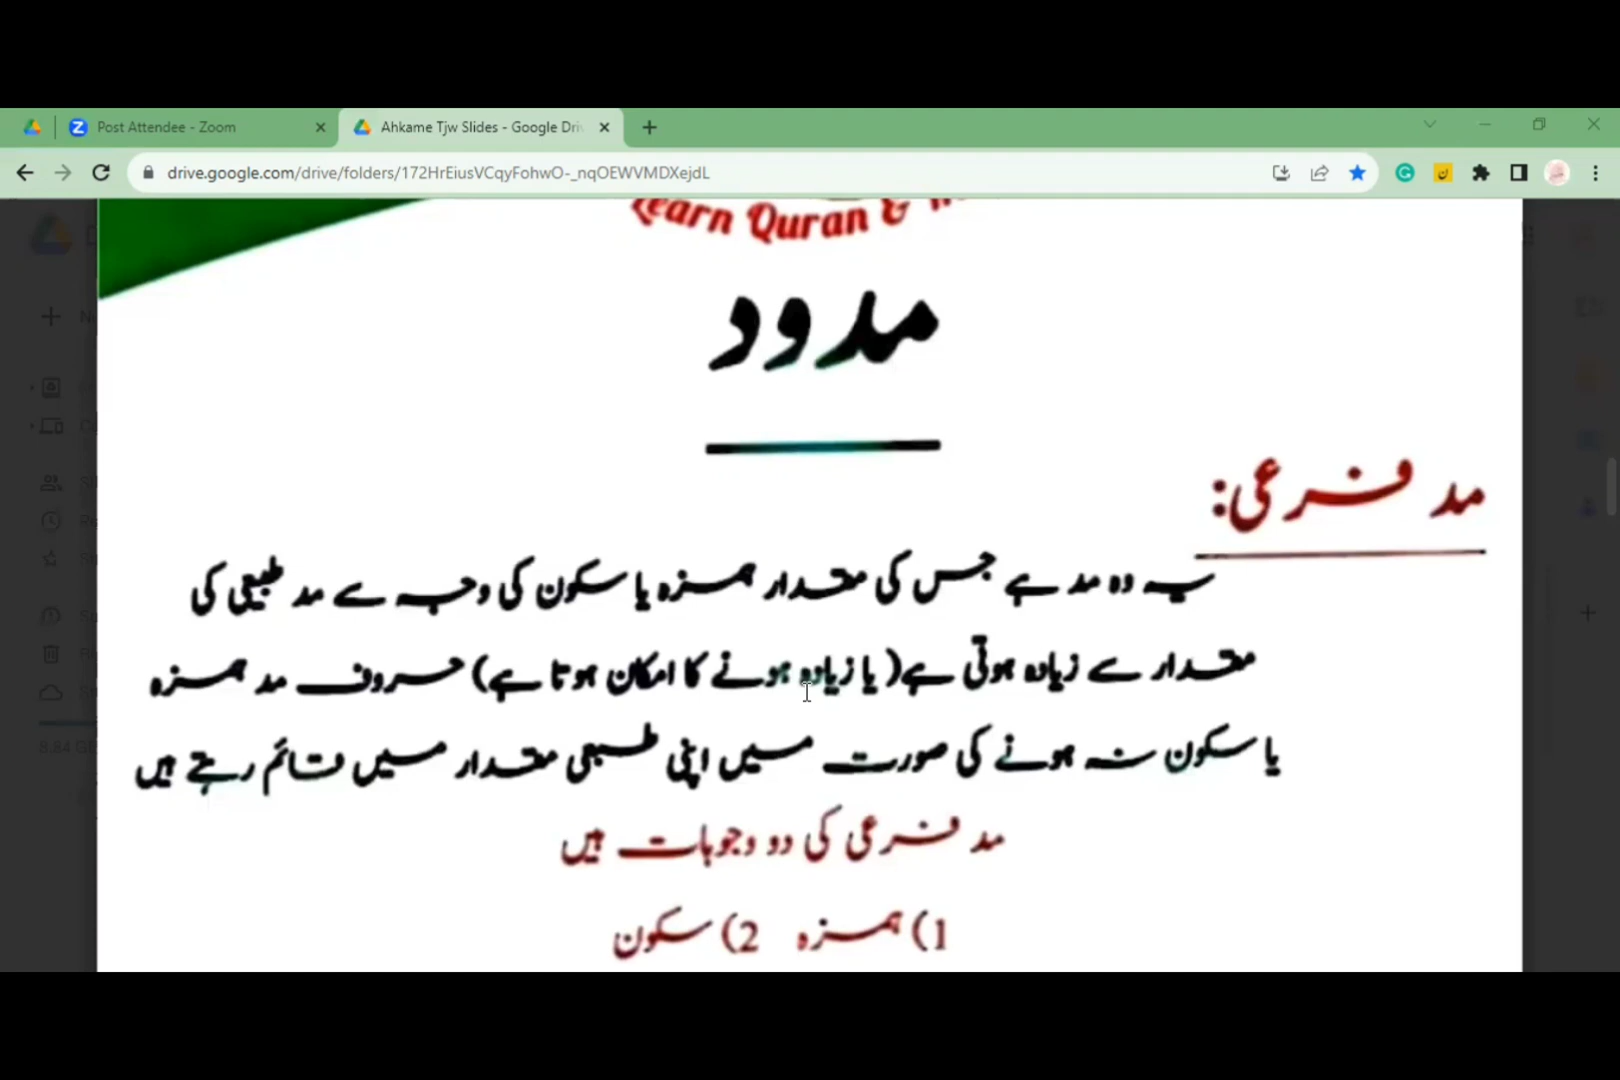 Post Attendee - Zoom
Ahkame Tjw Slides - Google Dri
drive.google.com/drive/folders/172HrEiusVCqyFohwO-_nqOEWVMDXejdL
Learn Quran &
مدود
مد فرعی:
یہ وہ مد ہے جس کی مقدار ہمزہ یا سکون کی وجہ سے مد طبیعی کی
مقدار سے زیادہ ہوتی ہے( یا زیادہ ہونے کا امکان ہوتا ہے) حروف مد ہمزہ
یا سکون نہ ہونے کی صورت میں اپنی طبعی مقدار میں قائم رہتے ہیں
مد فرعی کی دو وجوہات ہیں
1) ہمزہ 2) سکون